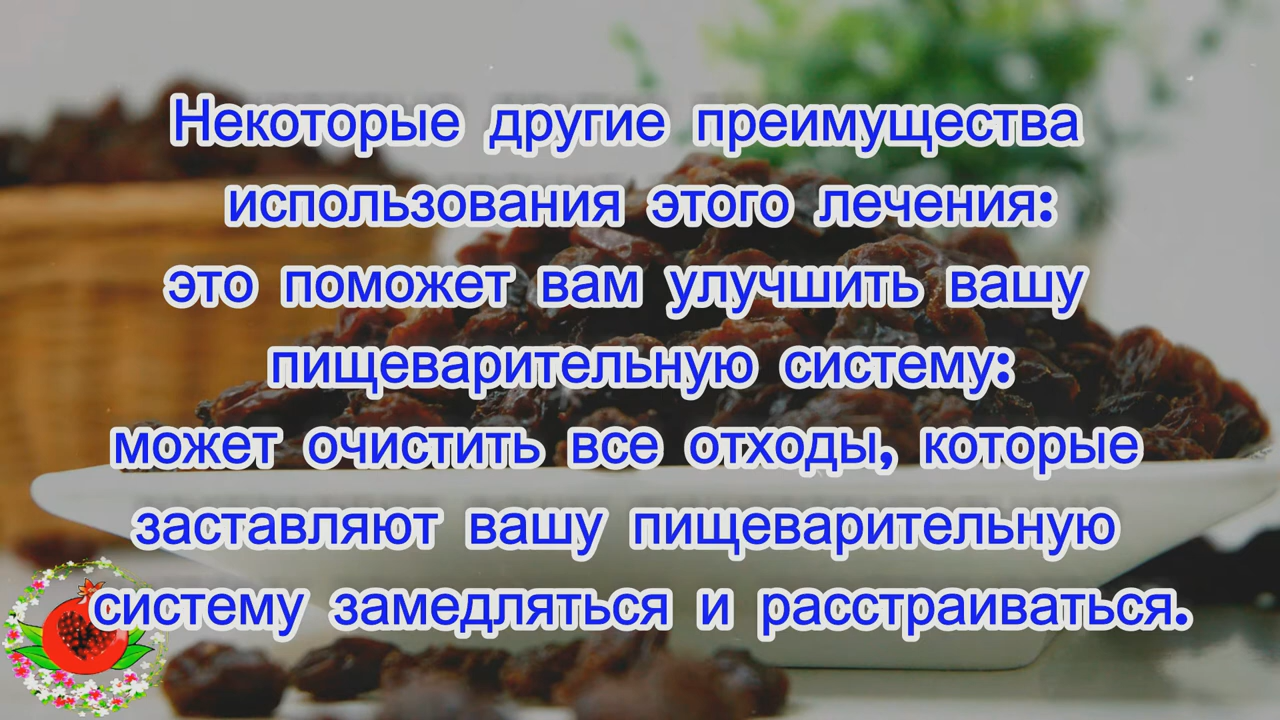 Некоторые другие преимущества
использования этого лечения:
это поможет вам улучшить вашу
пищеварительную систему:
может очистить все отходы, которые
заставляют вашу пищеварительную
систему замедляться и расстраиваться.